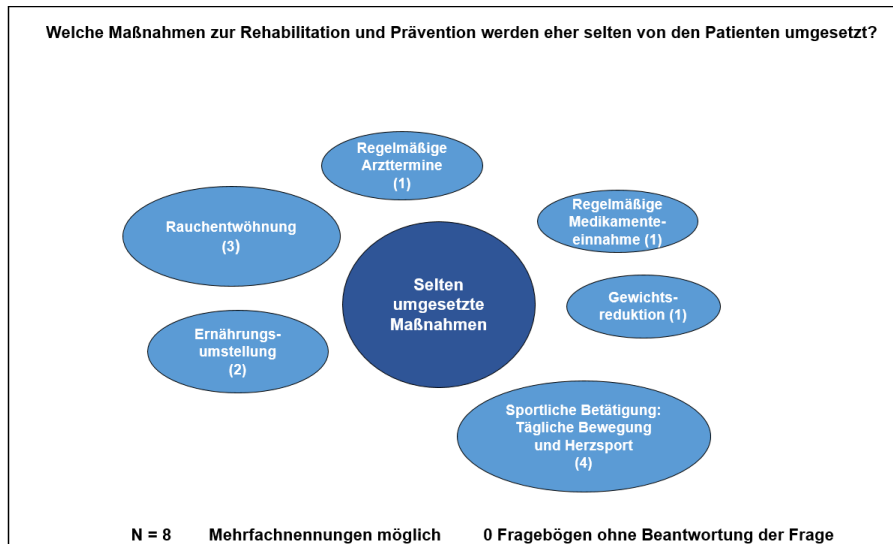 Welche Maßnahmen zur Rehabilitation und Prävention werden eher selten von den Patienten umgesetzt?
Regelmäßige
Arzttermine
(1)
Rauchentwöhnung
(3)
Regelmäßige
Medikamente-
einnahme (1)
Selten
umgesetzte
Maßnahmen
Gewichts-
reduktion (1)
Ernährungs-
umstellung
(2)
Sportliche Betätigung:
Tägliche Bewegung
und Herzsport
(4)
N = 8 Mehrfachnennungen möglich 0 Fragebögen ohne Beantwortung der Frage